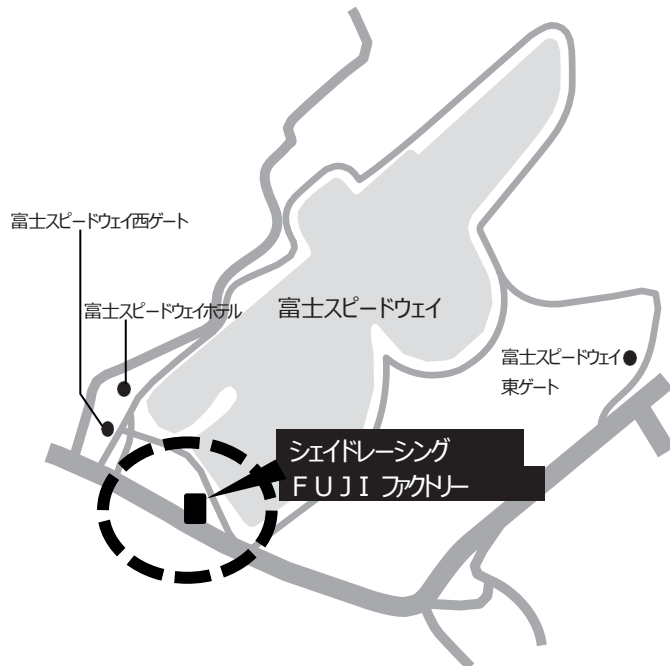 富士スピードウェイ西ゲート
富士スピードウェイホテル
富士スピードウェイ
富士スピードウェイ
東ゲート
シェイドレーシング
ＦＵＪＩ ファクトリー